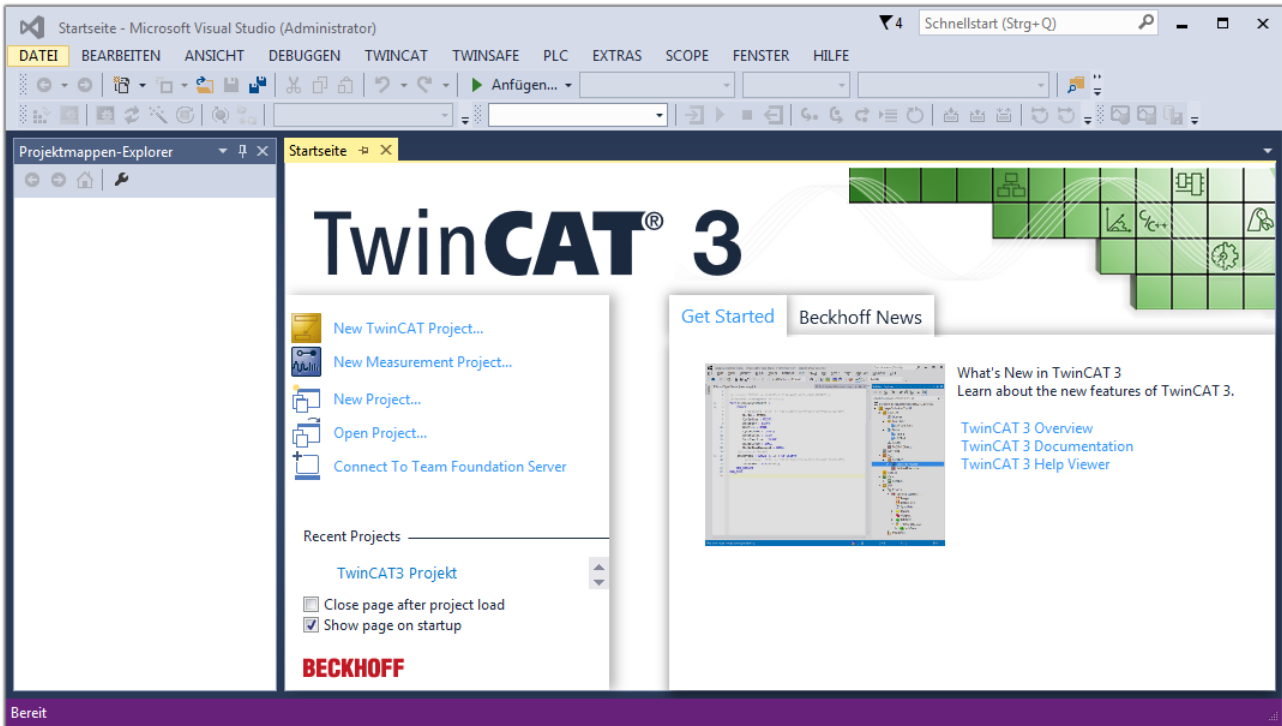 Startseite - Microsoft Visual Studio (Administrator)
4
Schnellstart (Strg+Q)
DATEI BEARBEITEN ANSICHT DEBUGGEN TWINCAT TWINSAFE PLC EXTRAS SCOPE FENSTER HILFE
Anfügen...
Projektmappen-Explorer
Startseite
TwinCAT® 3
C/C++
New TwinCAT Project...
New Measurement Project...
New Project...
Open Project...
Connect To Team Foundation Server
Recent Projects
TwinCAT3 Projekt
Close page after project load
Show page on startup
BECKHOFF
Get Started
Beckhoff News
What's New in TwinCAT 3
Learn about the new features of TwinCAT 3.
TwinCAT 3 Overview
TwinCAT 3 Documentation
TwinCAT 3 Help Viewer
Bereit